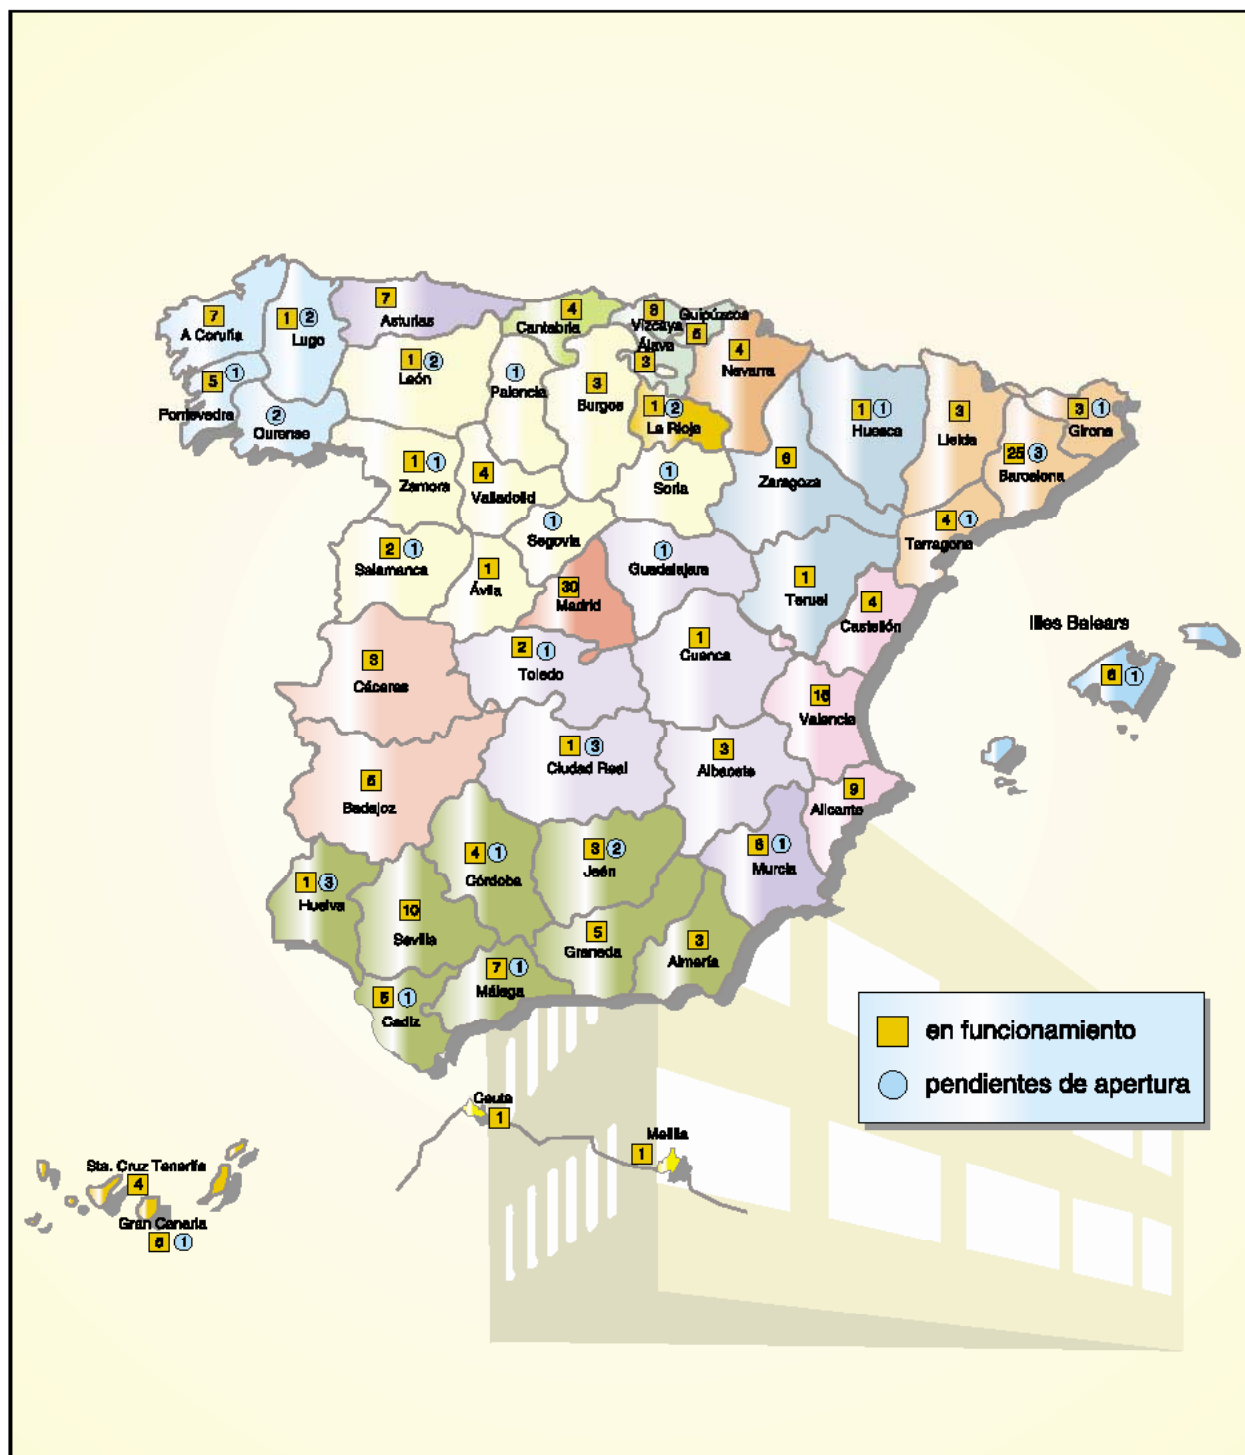 7
A Coruña
1 2
Lugo
7
Asturias
4
Cantabria
8
Vizcaya
Guipúzcoa
5
Álava
3
4
Navarra
5 1
Pontevedra
2
Ourense
1 2
León
1
Palencia
3
Burgos
1 2
La Rioja
1 1
Huesca
3
Lleida
3 1
Girona
25 3
Barcelona
4 1
Tarragona
1 1
Zamora
4
Valladolid
1
Soria
6
Zaragoza
2 1
Salamanca
1
Ávila
1
Segovia
30
Madrid
1
Guadalajara
1
Teruel
4
Castellón
Illes Balears
6 1
3
Cáceres
2 1
Toledo
1
Cuenca
16
Valencia
5
Badajoz
1 3
Ciudad Real
3
Albacete
9
Alicante
1 3
Huelva
10
Sevilla
4 1
Córdoba
3 2
Jaén
6 1
Murcia
5 1
Cadiz
7 1
Málaga
5
Granada
3
Almería
en funcionamiento
pendientes de apertura
Ceuta
1
Melilla
1
Sta. Cruz Tenerife
4
Gran Canaria
1